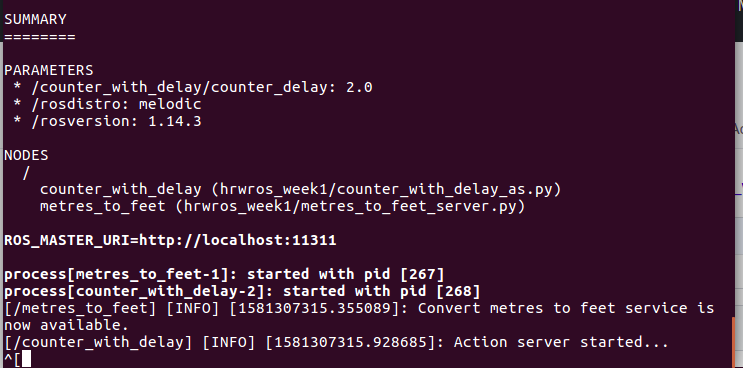 SUMMARY
========
PARAMETERS
 * /counter_with_delay/counter_delay: 2.0
 * /rosdistro: melodic
 * /rosversion: 1.14.3
NODES
  /
    counter_with_delay (hrwros_week1/counter_with_delay_as.py)
    metres_to_feet (hrwros_week1/metres_to_feet_server.py)
ROS_MASTER_URI=http://localhost:11311
process[metres_to_feet-1]: started with pid [267]
process[counter_with_delay-2]: started with pid [268]
[/metres_to_feet] [INFO] [1581307315.355089]: Convert metres to feet service is
now available.
[/counter_with_delay] [INFO] [1581307315.928685]: Action server started...
^[